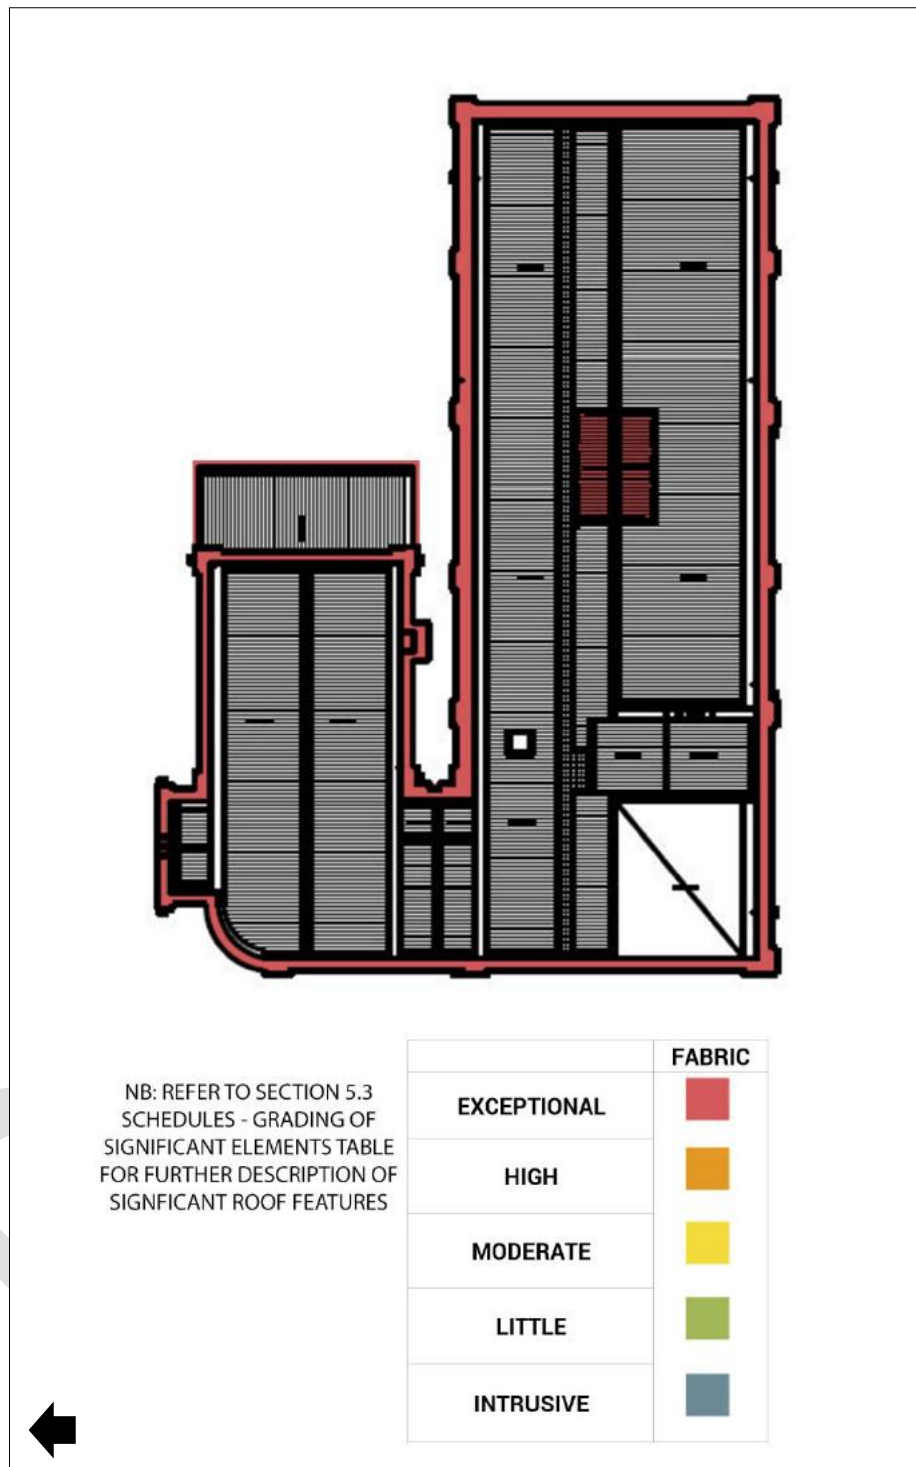 NB: REFER TO SECTION 5.3
SCHEDULES - GRADING OF
SIGNIFICANT ELEMENTS TABLE
FOR FURTHER DESCRIPTION OF
SIGNFICANT ROOF FEATURES
FABRIC
EXCEPTIONAL
HIGH
MODERATE
LITTLE
INTRUSIVE